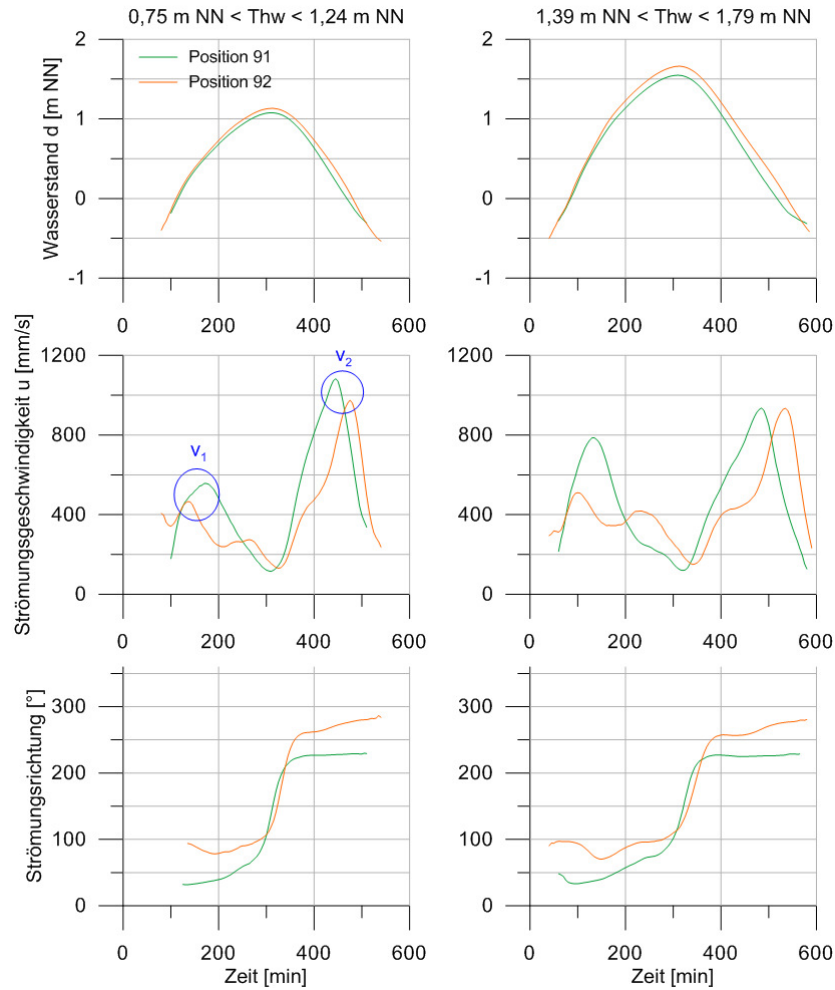 0,75 m NN < Thw < 1,24 m NN
1,39 m NN < Thw < 1,79 m NN
Wasserstand d [m NN]
2
1
0
-1
Position 91
Position 92
0 200 400 600
2
1
0
-1
0 200 400 600
Strömungsgeschwindigkeit u [mm/s]
1200
800
400
0
v1
v2
0 200 400 600
1200
800
400
0
0 200 400 600
Strömungsrichtung [°]
300
200
100
0
0 200 400 600
Zeit [min]
300
200
100
0
0 200 400 600
Zeit [min]